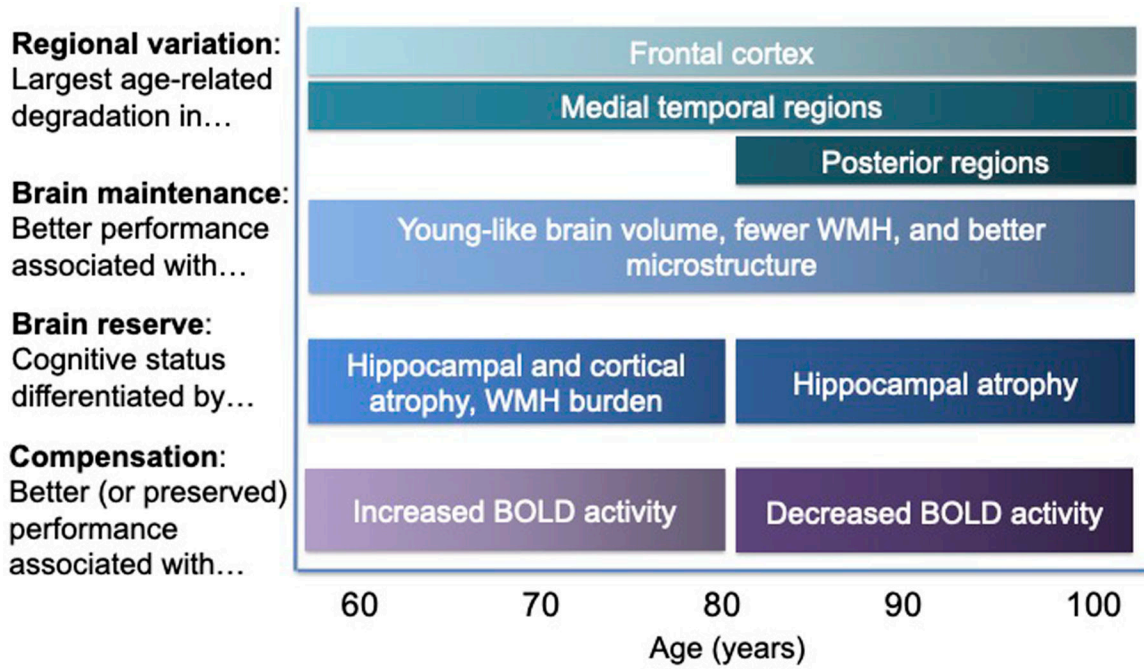 Regional variation:
Largest age-related
degradation in…
Frontal cortex
Medial temporal regions
Posterior regions
Brain maintenance:
Better performance
associated with…
Young-like brain volume, fewer WMH, and better
microstructure
Brain reserve:
Cognitive status
differentiated by…
Hippocampal and cortical
atrophy, WMH burden
Hippocampal atrophy
Compensation:
Better (or preserved)
performance
associated with…
Increased BOLD activity
Decreased BOLD activity
60 70 80 90 100
Age (years)